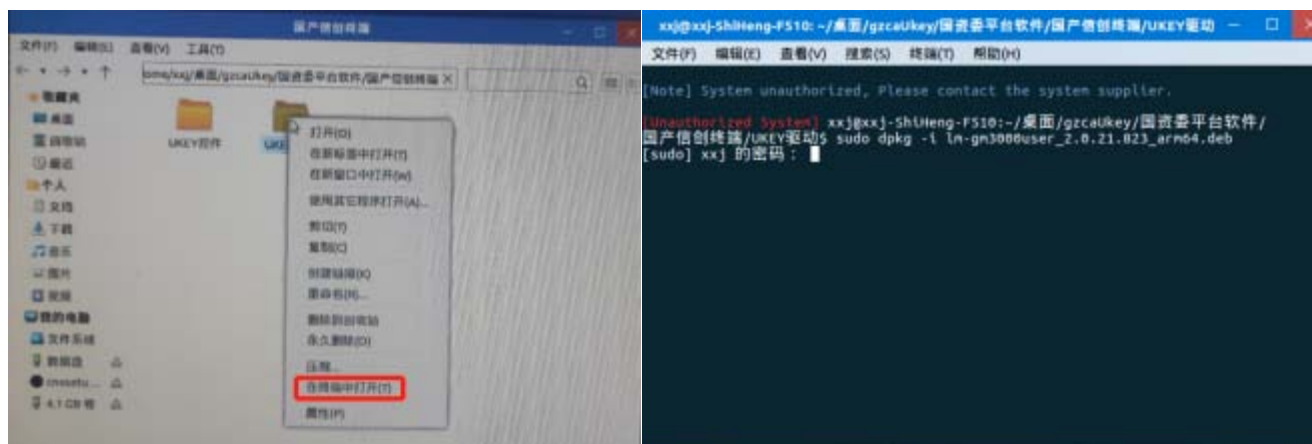 国产信创终端
文件(F) 编辑(E) 查看(V) 工具(T)
ome/xxj/桌面/gzcaUkey/国资委平台软件/国产信创终端
收藏夹
桌面
回收站
最近
个人
文档
下载
音乐
图片
视频
我的电脑
文件系统
数据盘
4.1 GB 卷
UKEY控件
打开(O)
在新标签中打开(T)
在新窗口中打开(W)
使用其它程序打开(A)...
剪切(T)
复制(C)
创建链接(K)
重命名(M)...
删除到回收站
永久删除(D)
压缩...
在终端中打开(T)
属性(P)
xxj@xxj-ShiHeng-F510: ~/桌面/gzcaUkey/国资委平台软件/国产信创终端/UKEY驱动
文件(F) 编辑(E) 查看(V) 搜索(S) 终端(T) 帮助(H)
[Note] System unauthorized, Please contact the system supplier.
[Unauthorized System] xxj@xxj-ShiHeng-F510:~/桌面/gzcaUkey/国资委平台软件/
国产信创终端/UKEY驱动$ sudo dpkg -i lm-gm3000user_2.0.21.823_arm64.deb
[sudo] xxj 的密码：